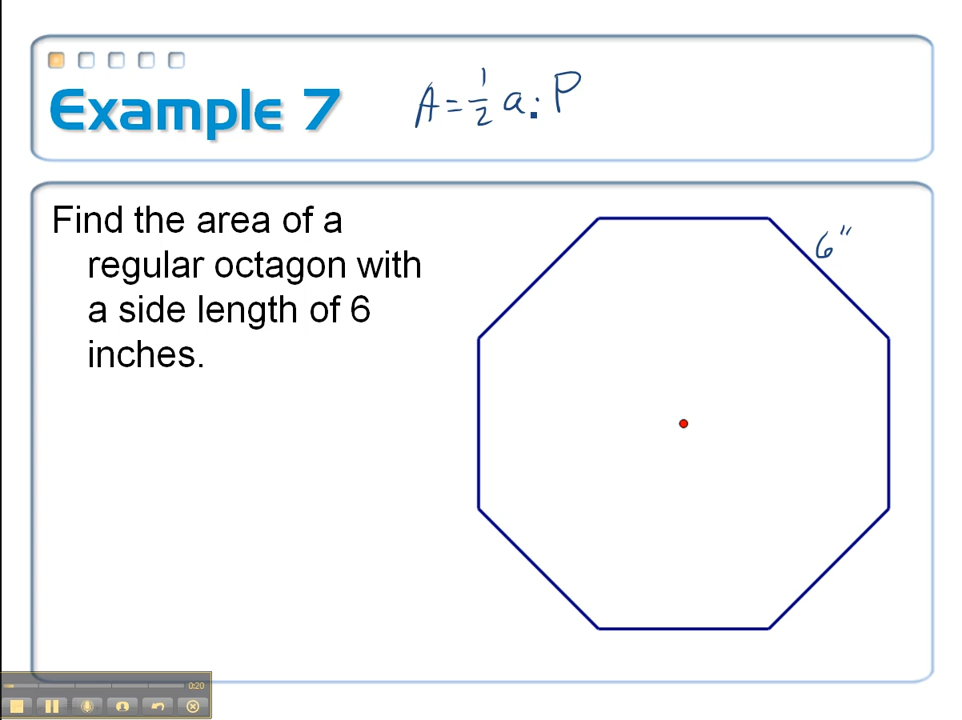 Example 7
A = 1/2 a · P
Find the area of a
regular octagon with
a side length of 6
inches.
6"
0:20